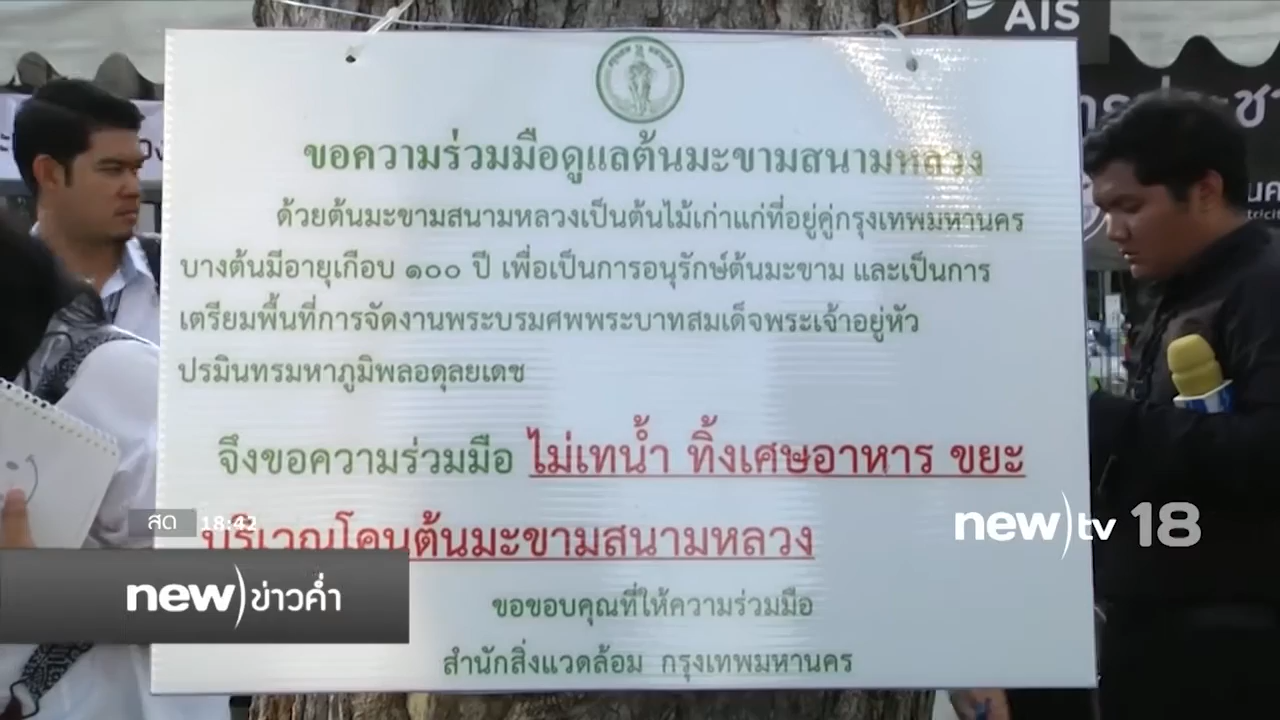 AIS
ขอความร่วมมือดูแลต้นมะขามสนามหลวง
ด้วยต้นมะขามสนามหลวงเป็นต้นไม้เก่าแก่ที่อยู่คู่กรุงเทพมหานคร
บางต้นมีอายุเกือบ ๑๐๐ ปี เพื่อเป็นการอนุรักษ์ต้นมะขาม และเป็นการ
เตรียมพื้นที่การจัดงานพระบรมศพพระบาทสมเด็จพระเจ้าอยู่หัว
ปรมินทรมหาภูมิพลอดุลยเดช
จึงขอความร่วมมือ ไม่เทน้ำ ทิ้งเศษอาหาร ขยะ
บริเวณโคนต้นมะขามสนามหลวง
ขอขอบคุณที่ให้ความร่วมมือ
สำนักสิ่งแวดล้อม กรุงเทพมหานคร
สด 18:42
new)ข่าวค่ำ
new)tv 18